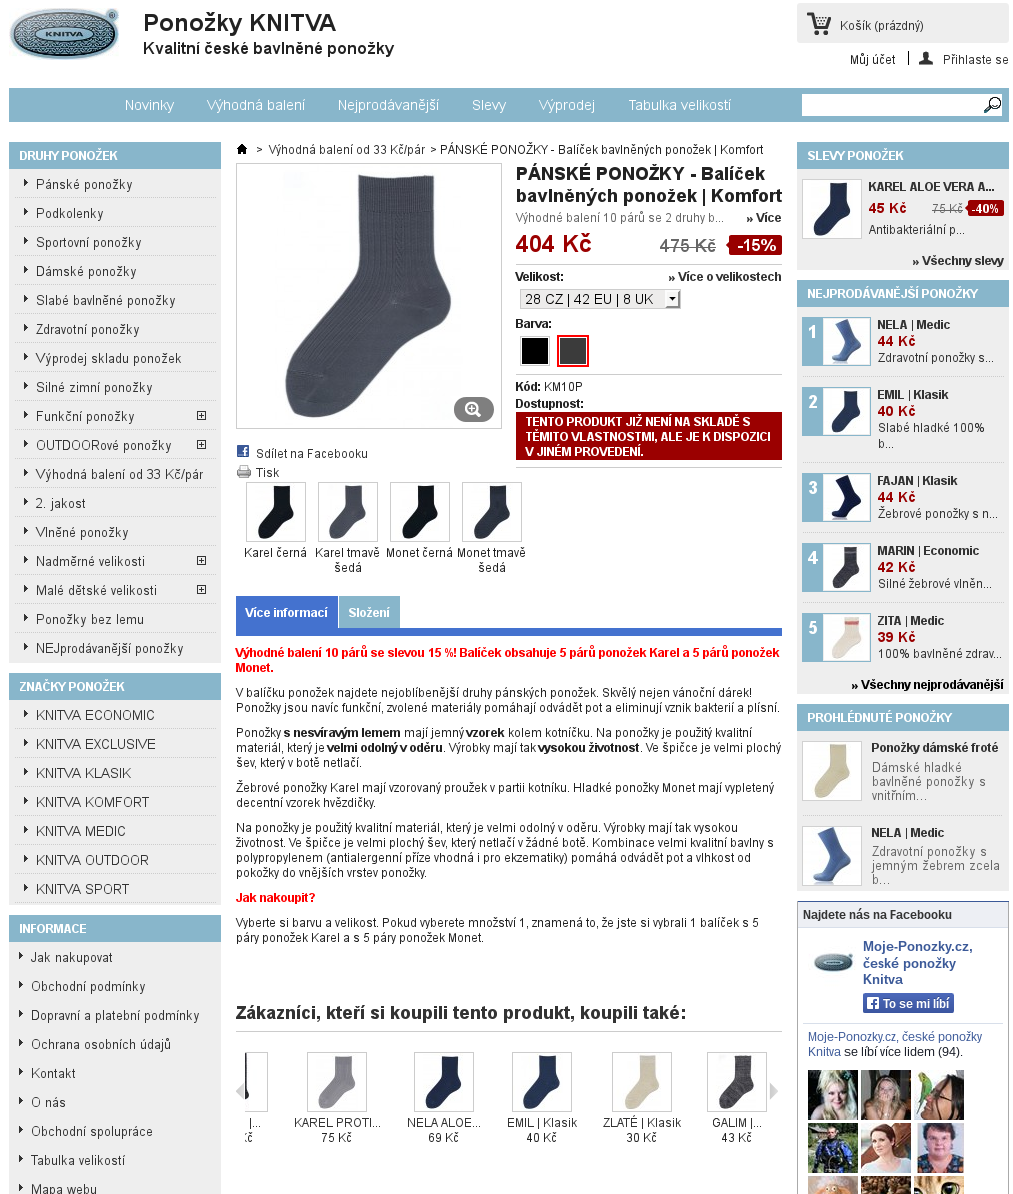 KNITVA
Ponožky KNITVA
Kvalitní české bavlněné ponožky
Košík (prázdný)
Můj účet
Přihlaste se
Novinky
Výhodná balení
Nejprodávanější
Slevy
Výprodej
Tabulka velikostí
DRUHY PONOŽEK
Pánské ponožky
Podkolenky
Sportovní ponožky
Dámské ponožky
Slabé bavlněné ponožky
Zdravotní ponožky
Výprodej skladu ponožek
Silné zimní ponožky
Funkční ponožky
OUTDOORové ponožky
Výhodná balení od 33 Kč/pár
2. jakost
Vlněné ponožky
Nadměrné velikosti
Malé dětské velikosti
Ponožky bez lemu
NEJprodávanější ponožky
ZNAČKY PONOŽEK
KNITVA ECONOMIC
KNITVA EXCLUSIVE
KNITVA KLASIK
KNITVA KOMFORT
KNITVA MEDIC
KNITVA OUTDOOR
KNITVA SPORT
INFORMACE
Jak nakupovat
Obchodní podmínky
Dopravní a platební podmínky
Ochrana osobních údajů
Kontakt
O nás
Obchodní spolupráce
Tabulka velikostí
Mapa webu
> Výhodná balení od 33 Kč/pár > PÁNSKÉ PONOŽKY - Balíček bavlněných ponožek | Komfort
PÁNSKÉ PONOŽKY - Balíček
bavlněných ponožek | Komfort
Výhodné balení 10 párů se 2 druhy b... » Více
404 Kč 475 Kč -15%
Velikost: » Více o velikostech
28 CZ | 42 EU | 8 UK
Barva:
Kód: KM10P
Dostupnost:
TENTO PRODUKT JIŽ NENÍ NA SKLADĚ S
TĚMITO VLASTNOSTMI, ALE JE K DISPOZICI
V JINÉM PROVEDENÍ.
Sdílet na Facebooku
Tisk
Karel černá
Karel tmavě
šedá
Monet černá
Monet tmavě
šedá
Více informací
Složení
Výhodné balení 10 párů se slevou 15 %! Balíček obsahuje 5 párů ponožek Karel a 5 párů ponožek
Monet.
V balíčku ponožek najdete nejoblíbenější druhy pánských ponožek. Skvělý nejen vánoční dárek!
Ponožky jsou navíc funkční, zvolené materiály pomáhají odvádět pot a eliminují vznik bakterií a plísní.
Ponožky s nesvíravým lemem mají jemný vzorek kolem kotníčku. Na ponožky je použitý kvalitní
materiál, který je velmi odolný v oděru. Výrobky mají tak vysokou životnost. Ve špičce je velmi plochý
šev, který v botě netlačí.
Žebrové ponožky Karel mají vzorovaný proužek v partii kotníku. Hladké ponožky Monet mají vypletený
decentní vzorek hvězdičky.
Na ponožky je použitý kvalitní materiál, který je velmi odolný v oděru. Výrobky mají tak vysokou
životnost. Ve špičce je velmi plochý šev, který netlačí v žádné botě. Kombinace velmi kvalitní bavlny s
polypropylenem (antialergenní příze vhodná i pro ekzematiky) pomáhá odvádět pot a vlhkost od
pokožky do vnějších vrstev ponožky.
Jak nakoupit?
Vyberte si barvu a velikost. Pokud vyberete množství 1, znamená to, že jste si vybrali 1 balíček s 5
páry ponožek Karel a s 5 páry ponožek Monet.
Zákazníci, kteří si koupili tento produkt, koupili také:
|...
Kč
KAREL PROTI...
75 Kč
NELA ALOE...
69 Kč
EMIL | Klasik
40 Kč
ZLATÉ | Klasik
30 Kč
GALIM |...
43 Kč
SLEVY PONOŽEK
KAREL ALOE VERA A...
45 Kč 75 Kč -40%
Antibakteriální p...
» Všechny slevy
NEJPRODÁVANĚJŠÍ PONOŽKY
1
NELA | Medic
44 Kč
Zdravotní ponožky s...
2
EMIL | Klasik
40 Kč
Slabé hladké 100%
b...
3
FAJAN | Klasik
44 Kč
Žebrové ponožky s n...
4
MARIN | Economic
42 Kč
Silné žebrové vlněn...
5
ZITA | Medic
39 Kč
100% bavlněné zdrav...
» Všechny nejprodávanější
PROHLÉDNUTÉ PONOŽKY
Ponožky dámské froté
Dámské hladké
bavlněné ponožky s
vnitřním...
NELA | Medic
Zdravotní ponožky s
jemným žebrem zcela
b...
Najdete nás na Facebooku
Moje-Ponozky.cz,
české ponožky
Knitva
To se mi líbí
Moje-Ponozky.cz, české ponožky
Knitva se líbí více lidem (94).